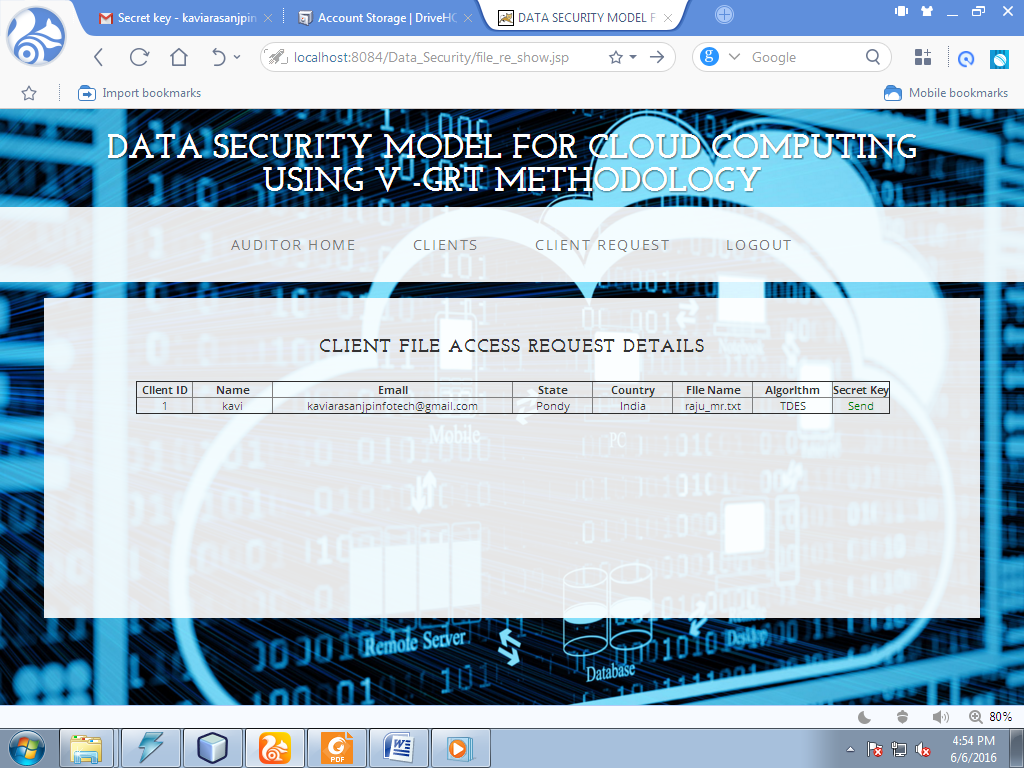 Secret key - kaviarasanjpin
Account Storage | DriveHQ
DATA SECURITY MODEL F
localhost:8084/Data_Security/file_re_show.jsp
Google
Import bookmarks
Mobile bookmarks
DATA SECURITY MODEL FOR CLOUD COMPUTING
USING V -GRT METHODOLOGY
AUDITOR HOME CLIENTS CLIENT REQUEST LOGOUT
CLIENT FILE ACCESS REQUEST DETAILS
Client ID Name Email State Country File Name Algorithm Secret Key
1 kavi kaviarasanjpinfotech@gmail.com Pondy India raju_mr.txt TDES Send
Mobile
PC
Remote Server
Database
80%
PDF
4:54 PM
6/6/2016